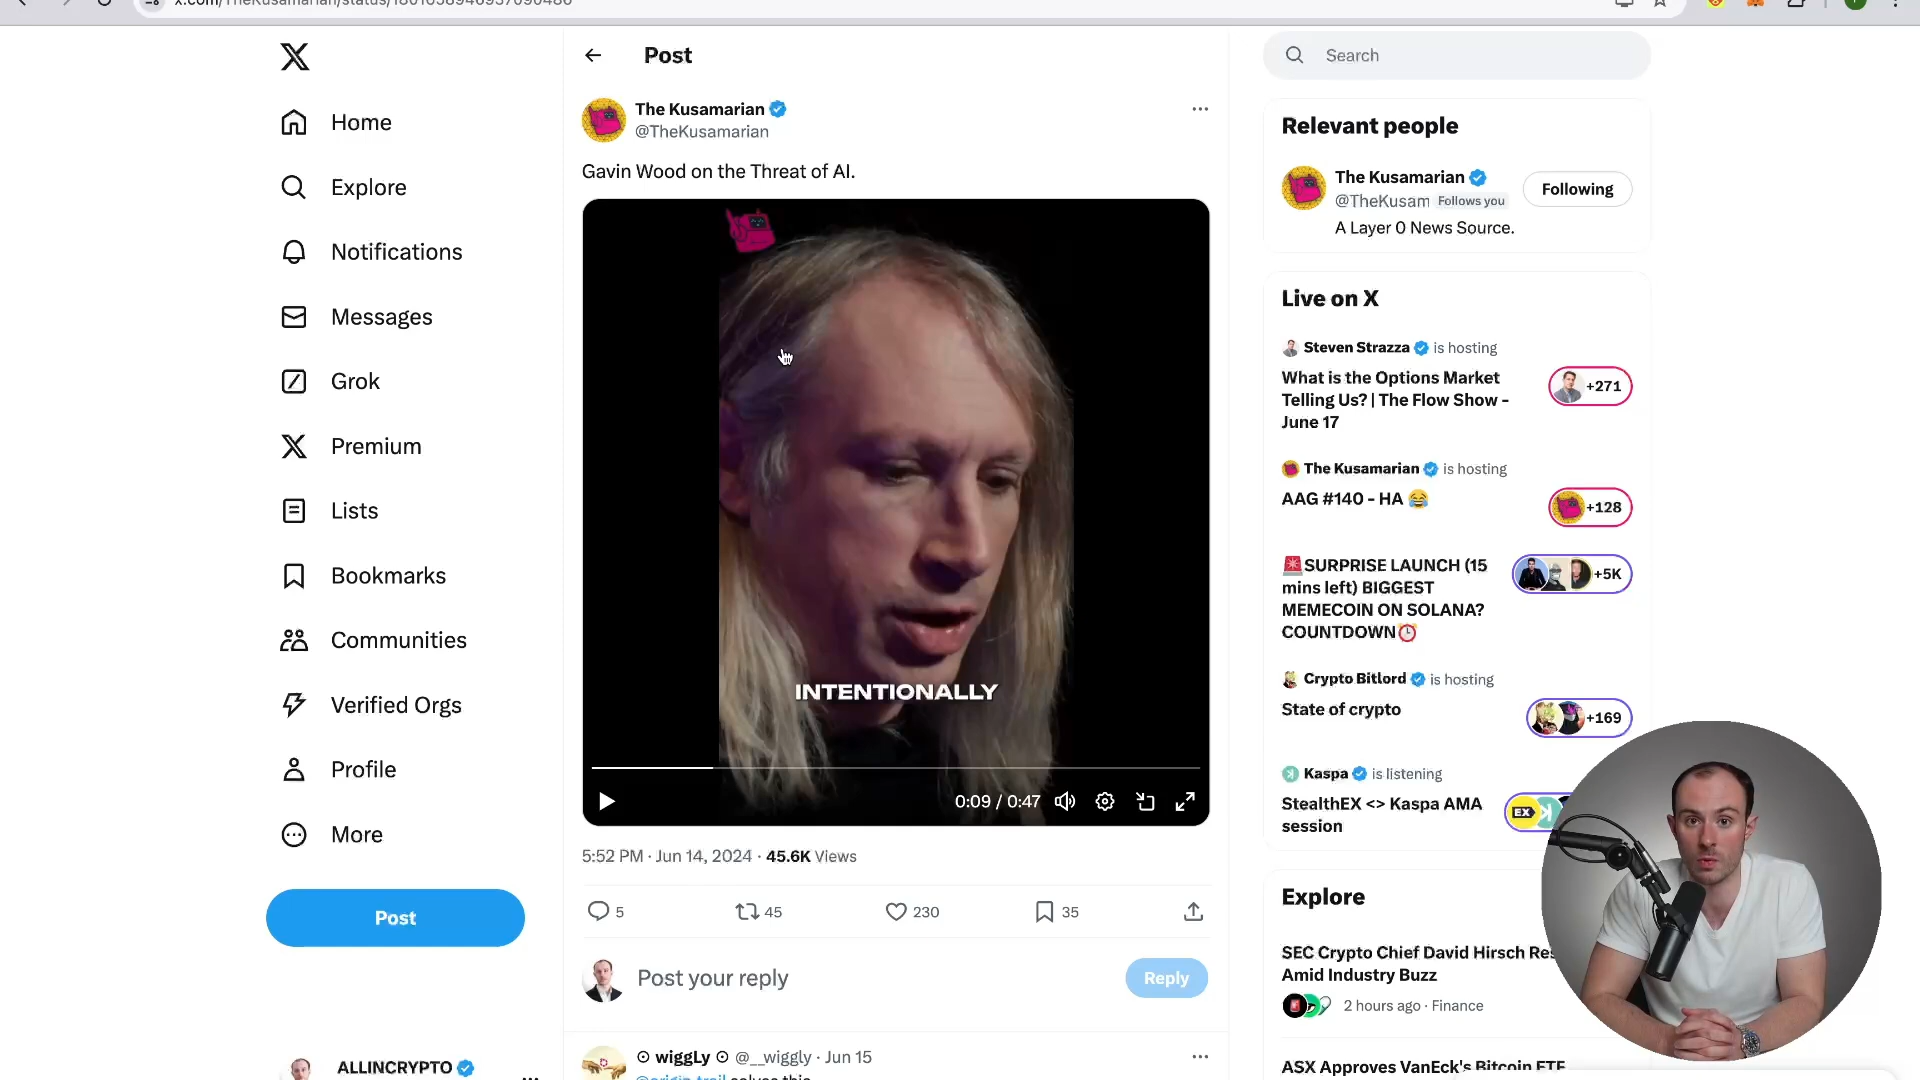 Post
Search
The Kusamarian
@TheKusamarian
Gavin Wood on the Threat of AI.
INTENTIONALLY
0:09 / 0:47
5:52 PM · Jun 14, 2024 · 45.6K Views
5
45
230
35
Post your reply
Reply
wiggLy @__wiggly · Jun 15
Home
Explore
Notifications
Messages
Grok
Premium
Lists
Bookmarks
Communities
Verified Orgs
Profile
More
Post
ALLINCRYPTO
Relevant people
The Kusamarian
@TheKusam Follows you
Following
A Layer 0 News Source.
Live on X
Steven Strazza is hosting
What is the Options Market
Telling Us? | The Flow Show -
June 17
+271
The Kusamarian is hosting
AAG #140 - HA 😂
+128
🚨SURPRISE LAUNCH (15
mins left) BIGGEST
MEMECOIN ON SOLANA?
COUNTDOWN⏰
+5K
Crypto Bitlord is hosting
State of crypto
+169
Kaspa is listening
StealthEX <> Kaspa AMA
session
EX
Explore
SEC Crypto Chief David Hirsch Res
Amid Industry Buzz
2 hours ago · Finance
ASX Approves VanEck's Bitcoin ETF